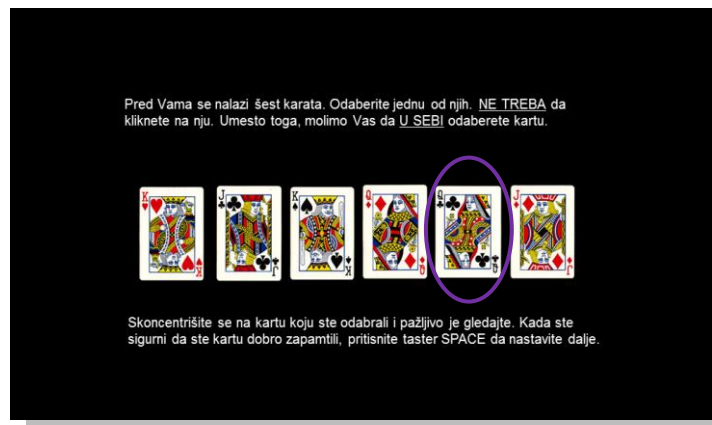 Pred Vama se nalazi šest karata. Odaberite jednu od njih. NE TREBA da
kliknete na nju. Umesto toga, molimo Vas da U SEBI odaberete kartu.
K J K Q Q J
K J K Q Q J
Skoncentrišite se na kartu koju ste odabrali i pažljivo je gledajte. Kada ste
sigurni da ste kartu dobro zapamtili, pritisnite taster SPACE da nastavite dalje.